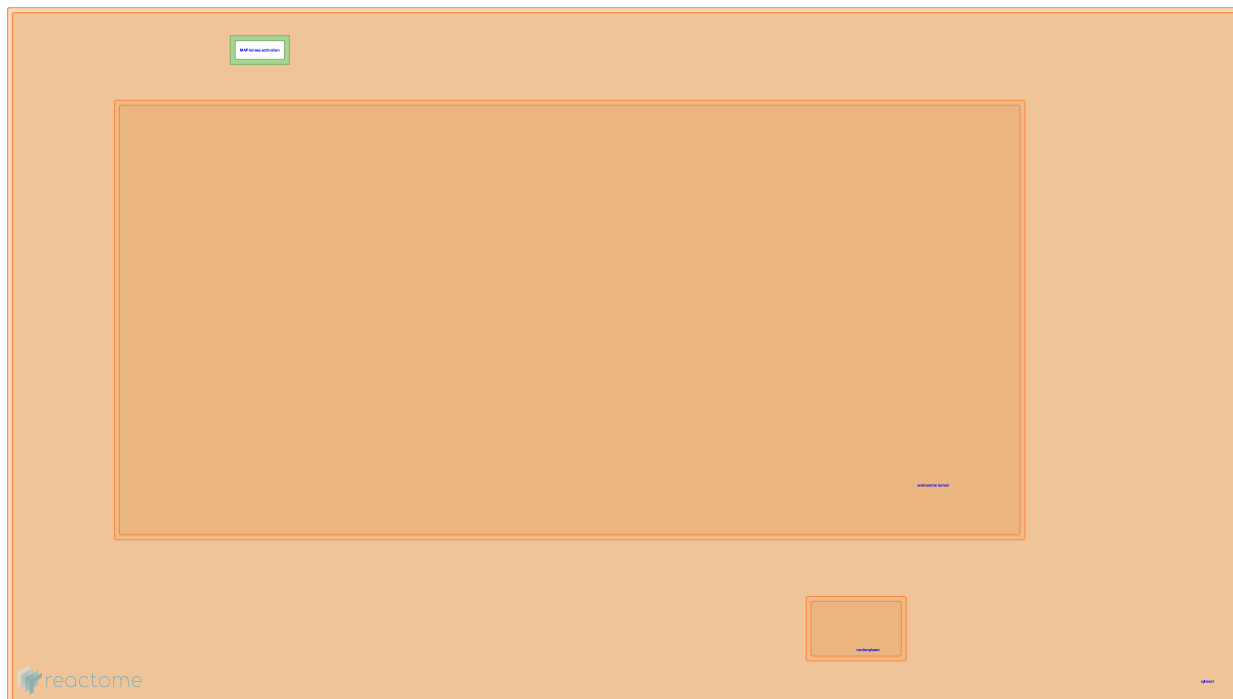 MAP kinase activation
endosome lumen
nucleoplasm
cytosol
reactome